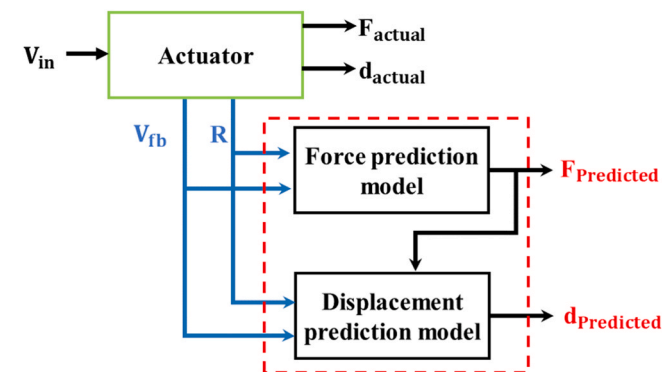 V_in
Actuator
F_actual
d_actual
V_fb
R
Force prediction
model
F_Predicted
Displacement
prediction model
d_Predicted